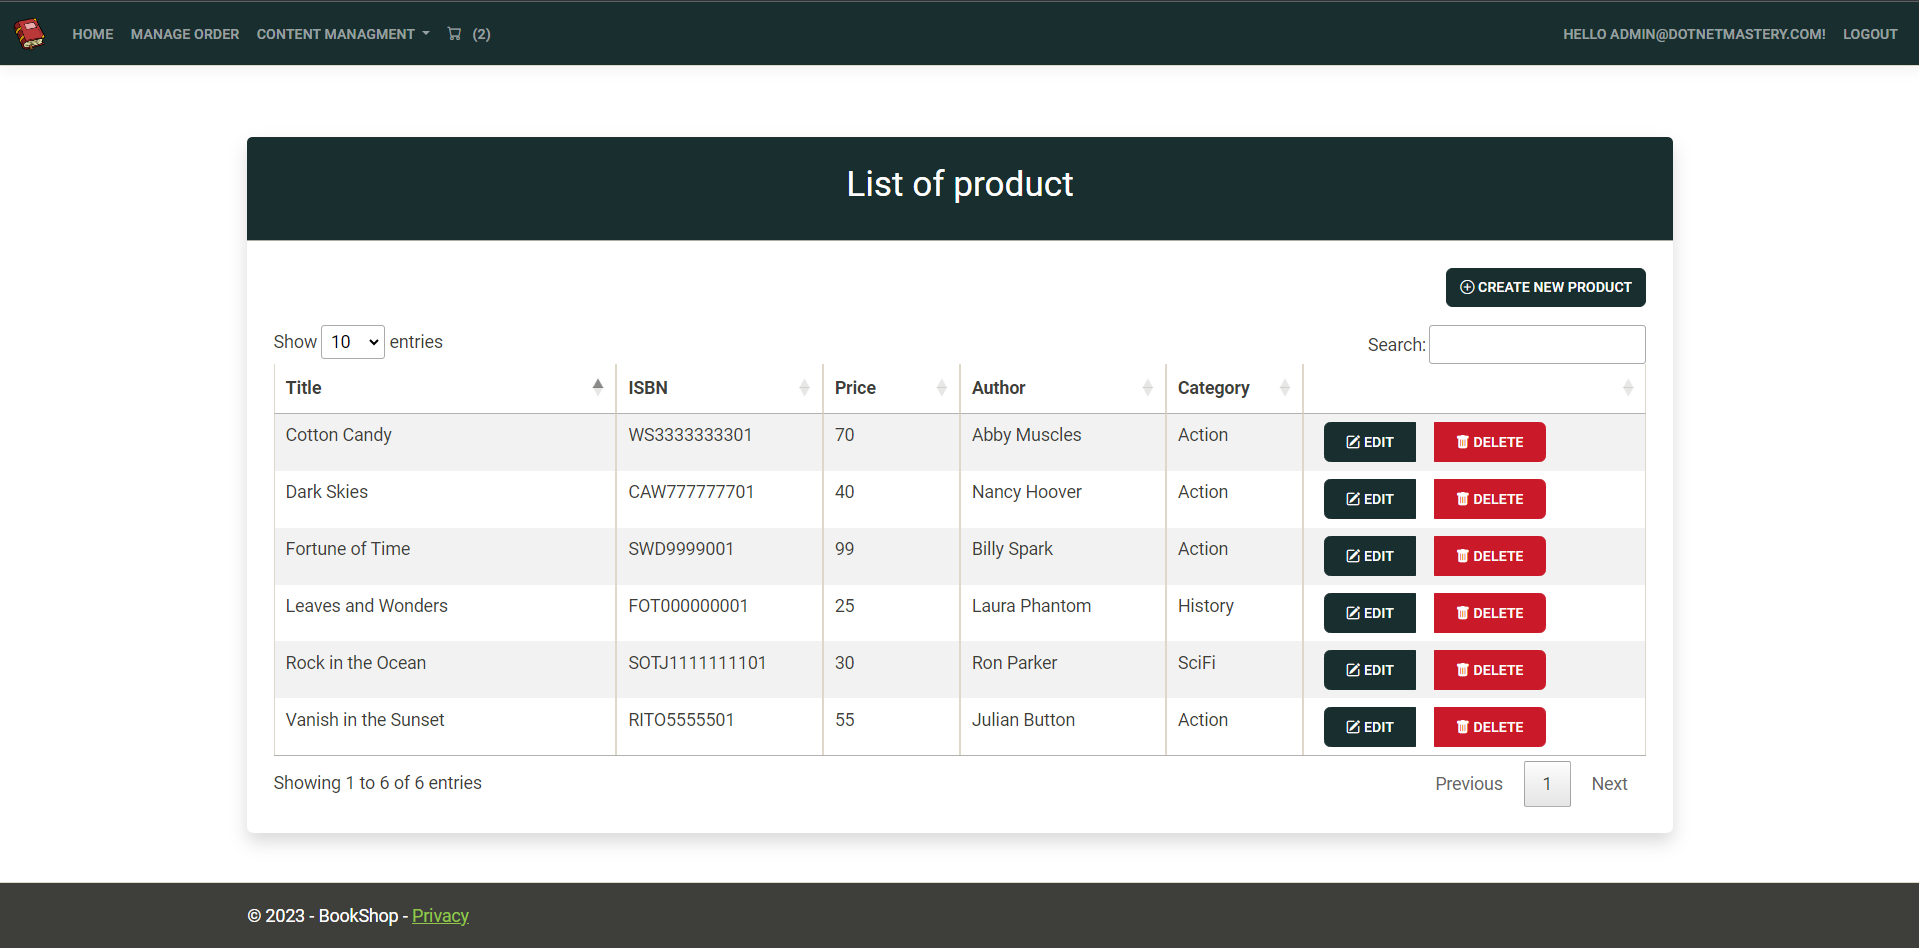 HOME MANAGE ORDER CONTENT MANAGMENT (2) HELLO ADMIN@DOTNETMASTERY.COM! LOGOUT
List of product
CREATE NEW PRODUCT
Show 10 entries Search:
Title ISBN Price Author Category
Cotton Candy WS3333333301 70 Abby Muscles Action EDIT DELETE
Dark Skies CAW777777701 40 Nancy Hoover Action EDIT DELETE
Fortune of Time SWD9999001 99 Billy Spark Action EDIT DELETE
Leaves and Wonders FOT000000001 25 Laura Phantom History EDIT DELETE
Rock in the Ocean SOTJ1111111101 30 Ron Parker SciFi EDIT DELETE
Vanish in the Sunset RITO5555501 55 Julian Button Action EDIT DELETE
Showing 1 to 6 of 6 entries Previous 1 Next
© 2023 - BookShop - Privacy